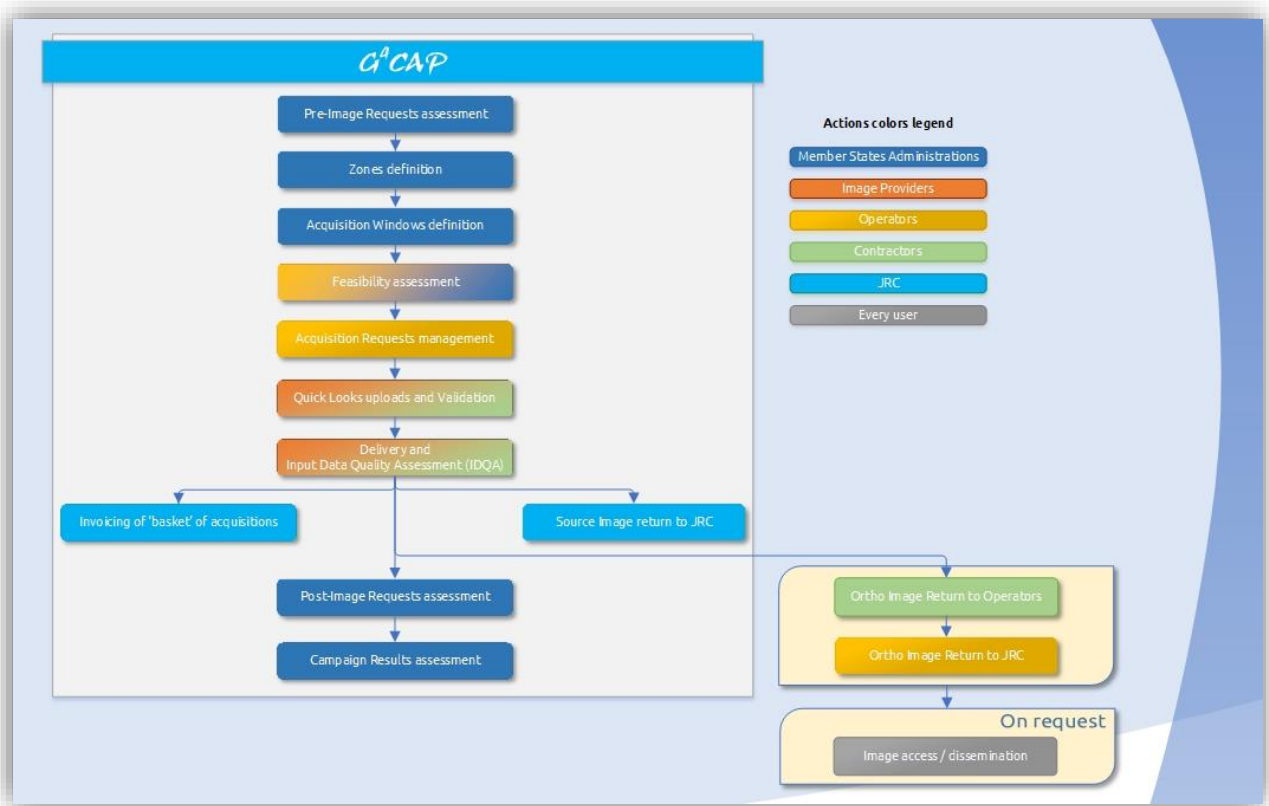 G⁴CAP
Pre-Image Requests assessment
Zones definition
Acquisition Windows definition
Feasibility assessment
Acquisition Requests management
Quick Looks uploads and Validation
Delivery and
Input Data Quality Assessment (IDQA)
Invoicing of ‘basket’ of acquisitions
Source Image return to JRC
Post-Image Requests assessment
Campaign Results assessment
Actions colors legend
Member States Administrations
Image Providers
Operators
Contractors
JRC
Every user
Ortho Image Return to Operators
Ortho Image Return to JRC
On request
Image access / dissemination